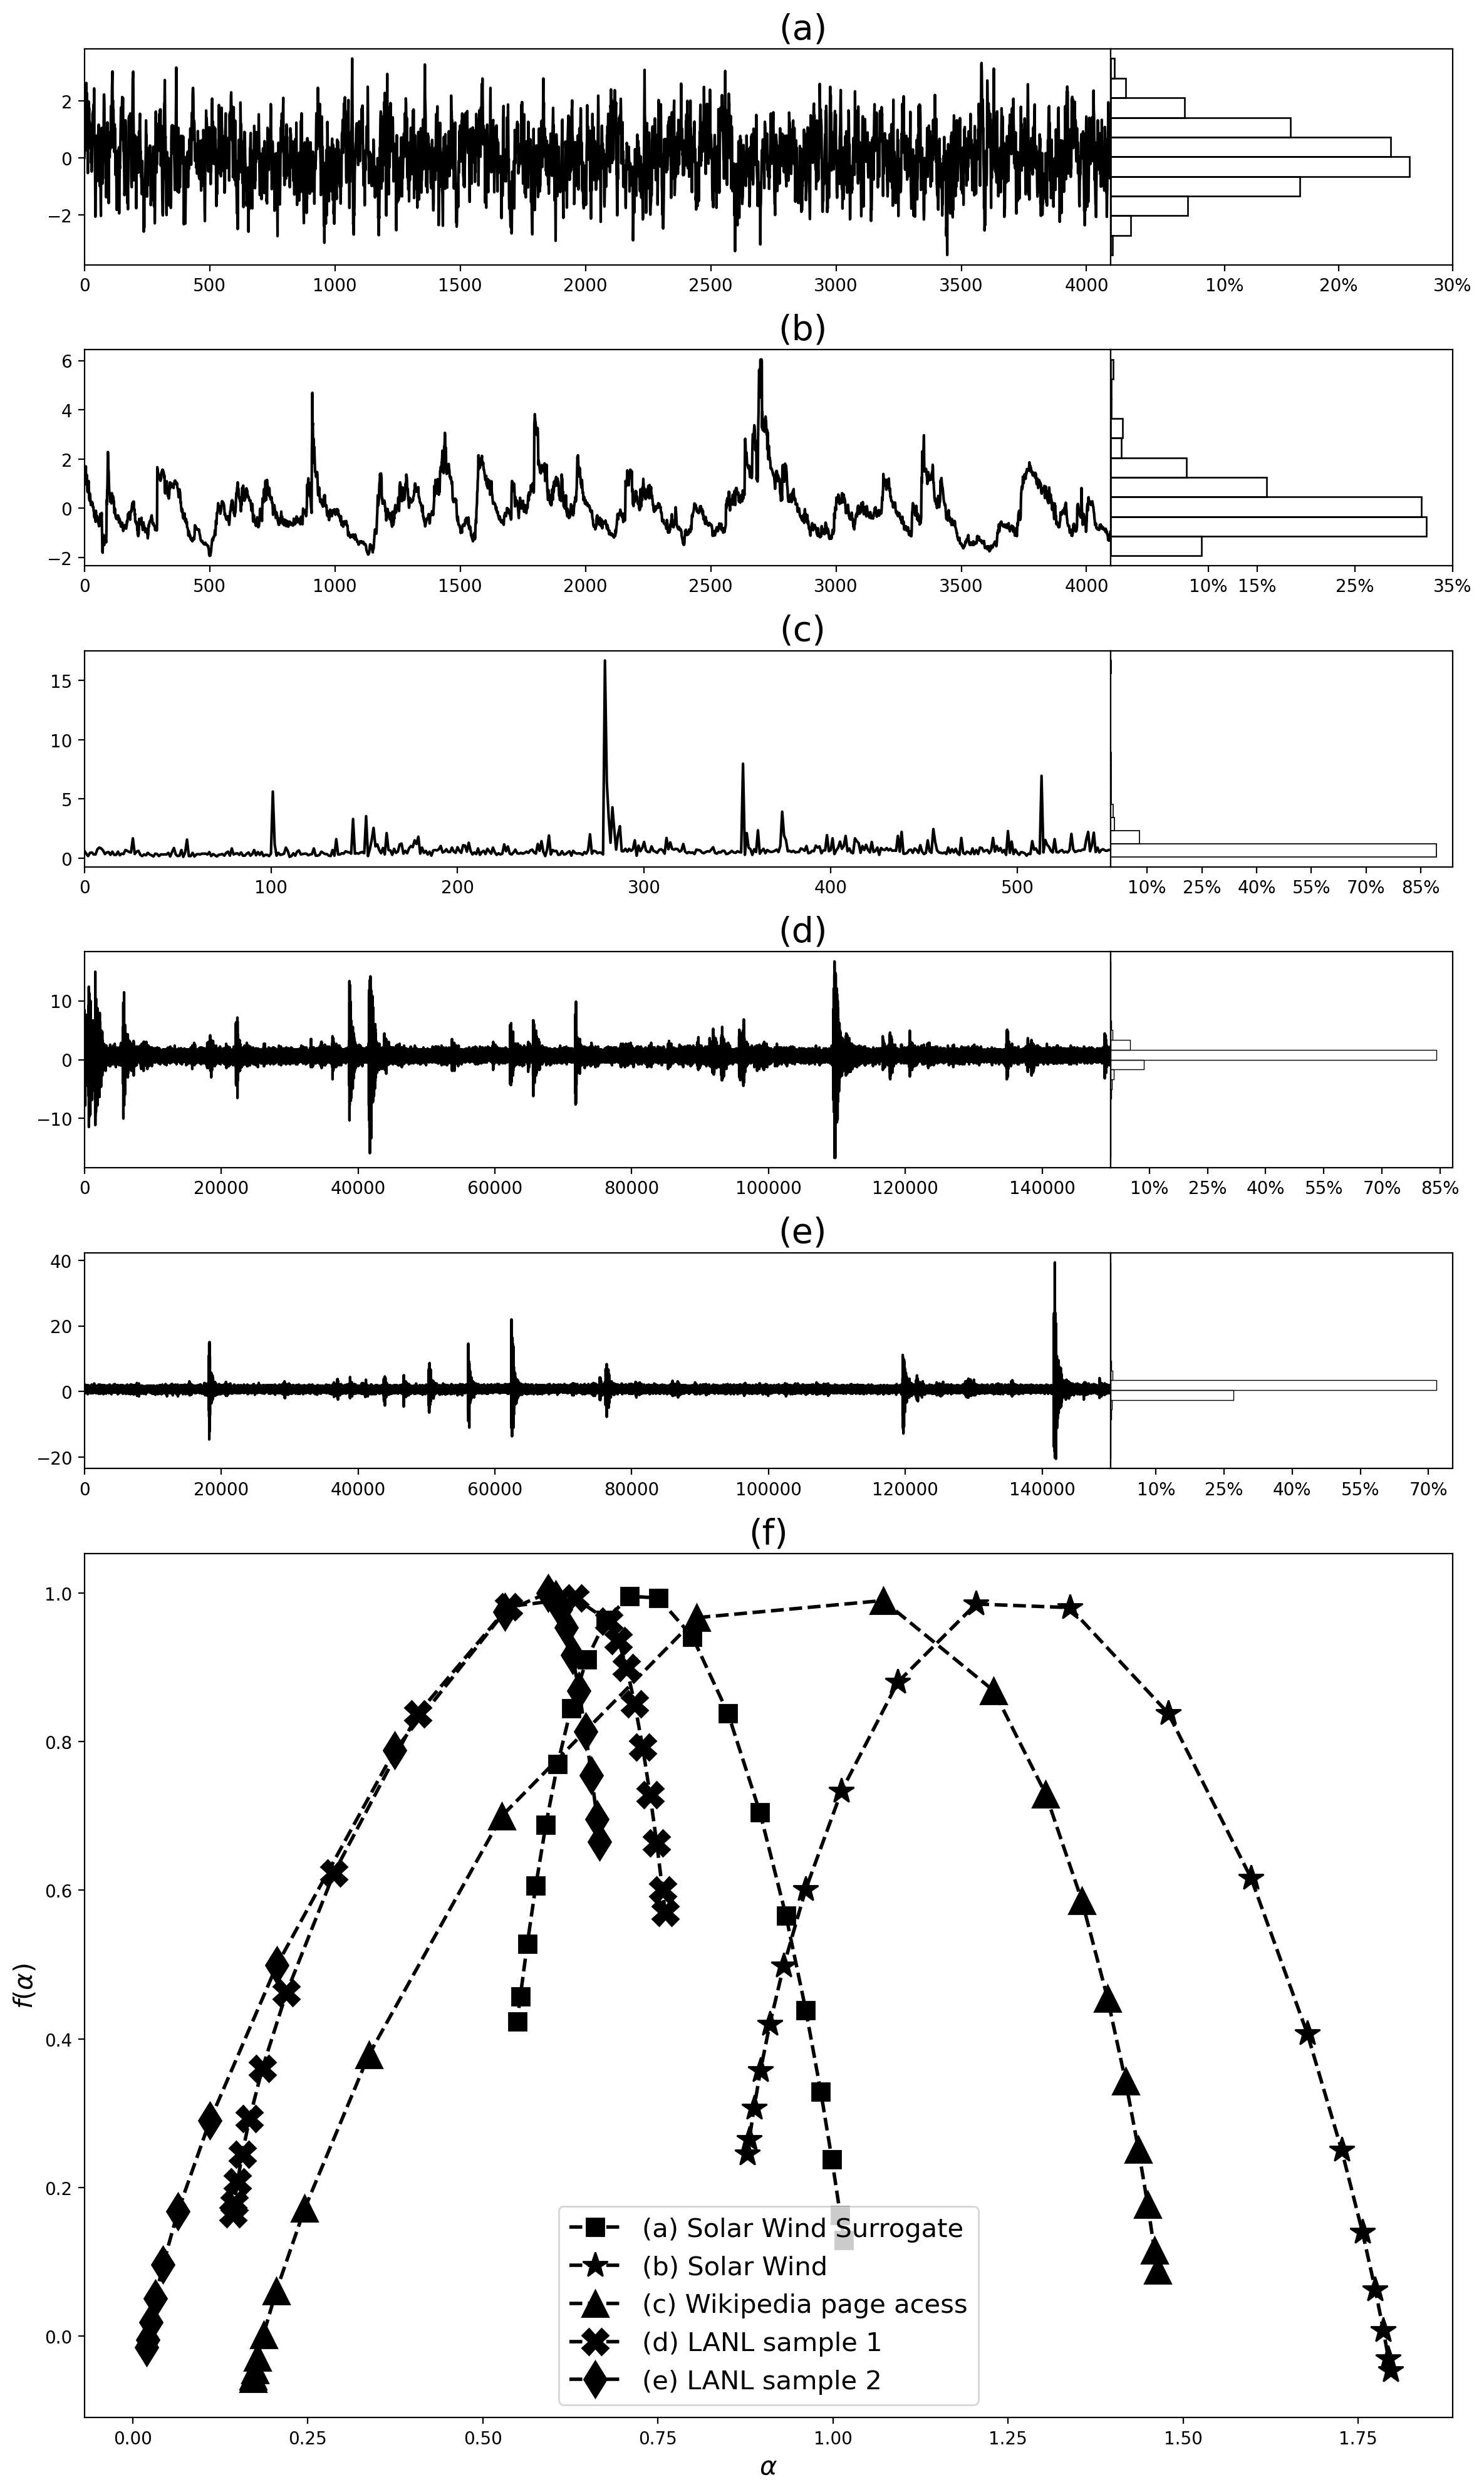 (a)
2
0
−2
0 500 1000 1500 2000 2500 3000 3500 4000 10% 20% 30%
(b)
6
4
2
0
−2
0 500 1000 1500 2000 2500 3000 3500 4000 10% 15% 25% 35%
(c)
15
10
5
0
0 100 200 300 400 500 10% 25% 40% 55% 70% 85%
(d)
10
0
−10
0 20000 40000 60000 80000 100000 120000 140000 10% 25% 40% 55% 70% 85%
(e)
40
20
0
−20
0 20000 40000 60000 80000 100000 120000 140000 10% 25% 40% 55% 70%
(f)
1.0
0.8
0.6
f(α)
0.4
0.2
0.0
(a) Solar Wind Surrogate
(b) Solar Wind
(c) Wikipedia page acess
(d) LANL sample 1
(e) LANL sample 2
0.00 0.25 0.50 0.75 1.00 1.25 1.50 1.75
α